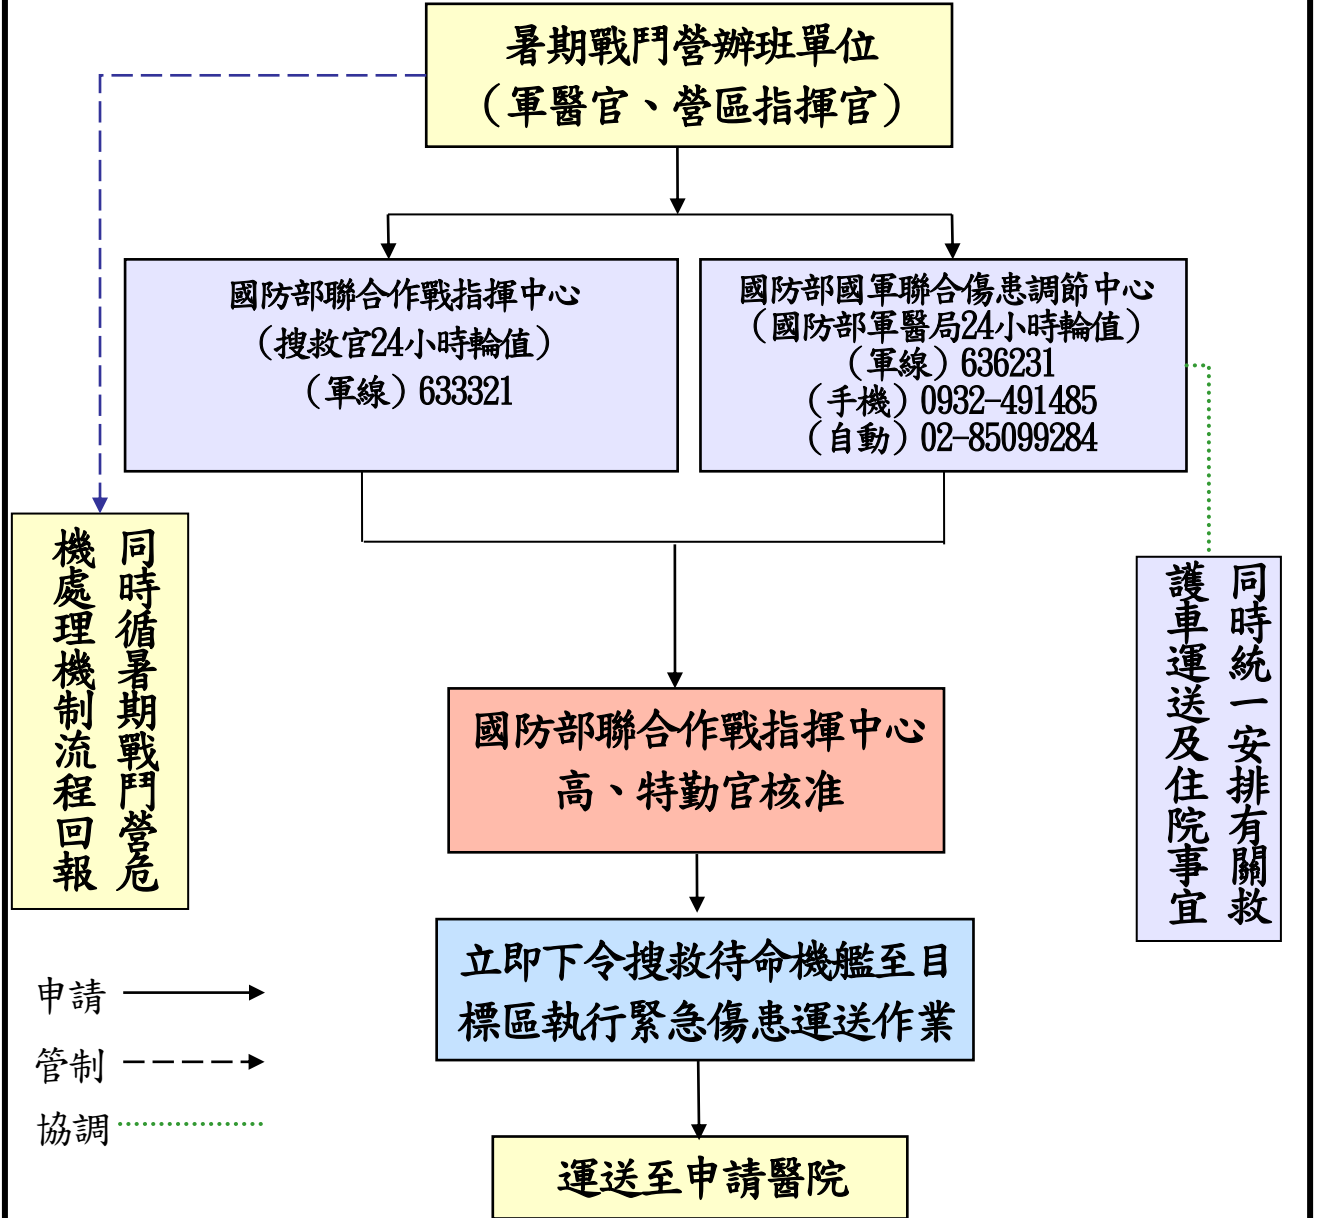 暑期戰鬥營辦班單位
（軍醫官、營區指揮官）
國防部聯合作戰指揮中心
（搜救官24小時輪值）
（軍線）633321
國防部國軍聯合傷患調節中心
（國防部軍醫局24小時輪值）
（軍線）636231
（手機）0932-491485
（自動）02-85099284
同時循暑期戰鬥營危
機處理機制流程回報
同時統一安排有關救
護車運送及住院事宜
國防部聯合作戰指揮中心
高、特勤官核准
立即下令搜救待命機艦至目
標區執行緊急傷患運送作業
運送至申請醫院
申請
管制
協調